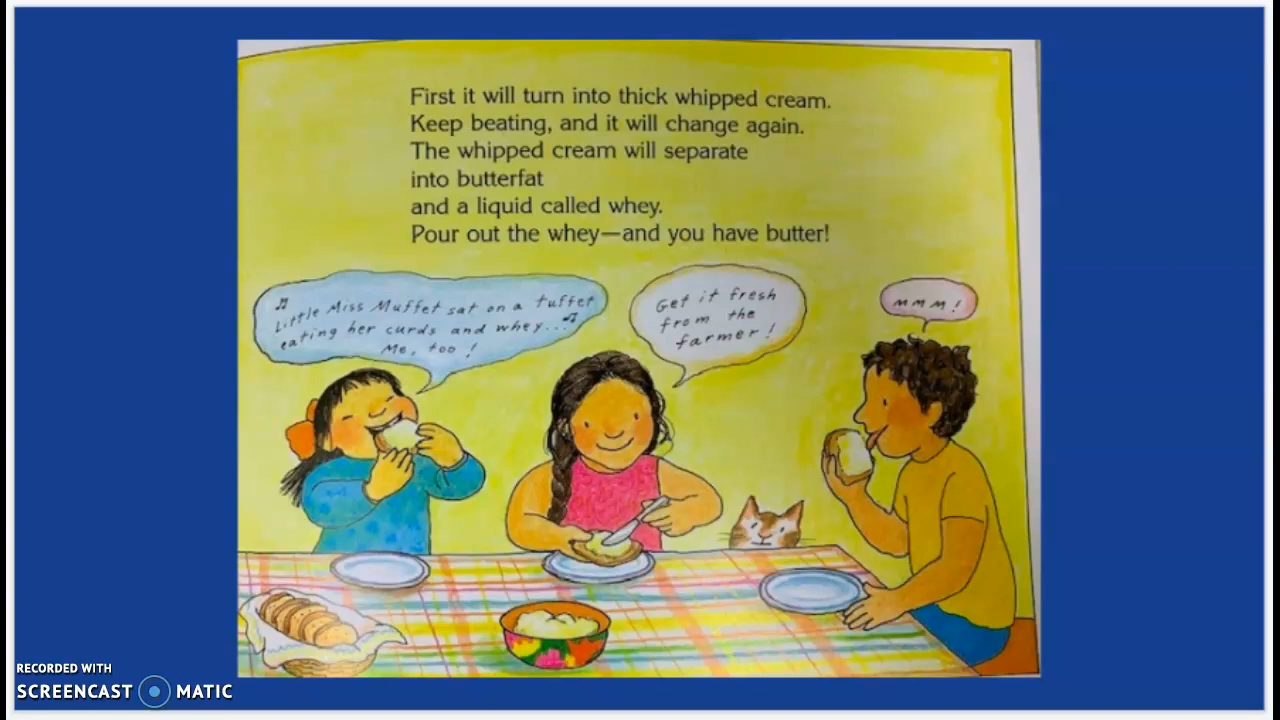 First it will turn into thick whipped cream.
Keep beating, and it will change again.
The whipped cream will separate
into butterfat
and a liquid called whey.
Pour out the whey—and you have butter!
♫ Little Miss Muffet sat on a tuffet
eating her curds and whey...♫
Me, too!
Get it fresh
from the
farmer!
MMM!
RECORDED WITH
SCREENCAST MATIC